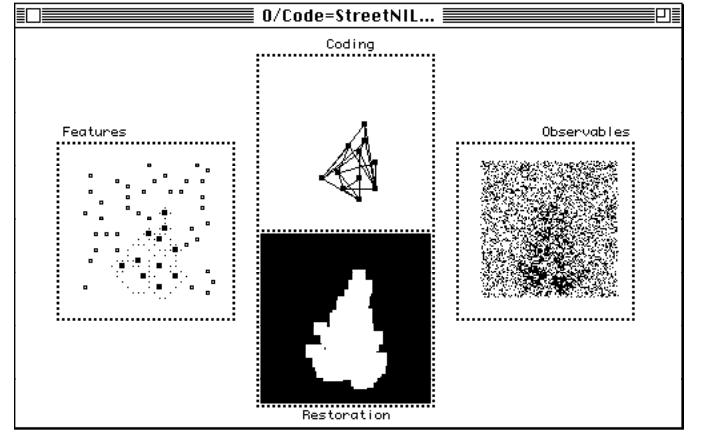 0/Code=StreetNIL...
Coding
Features
Observables
Restoration